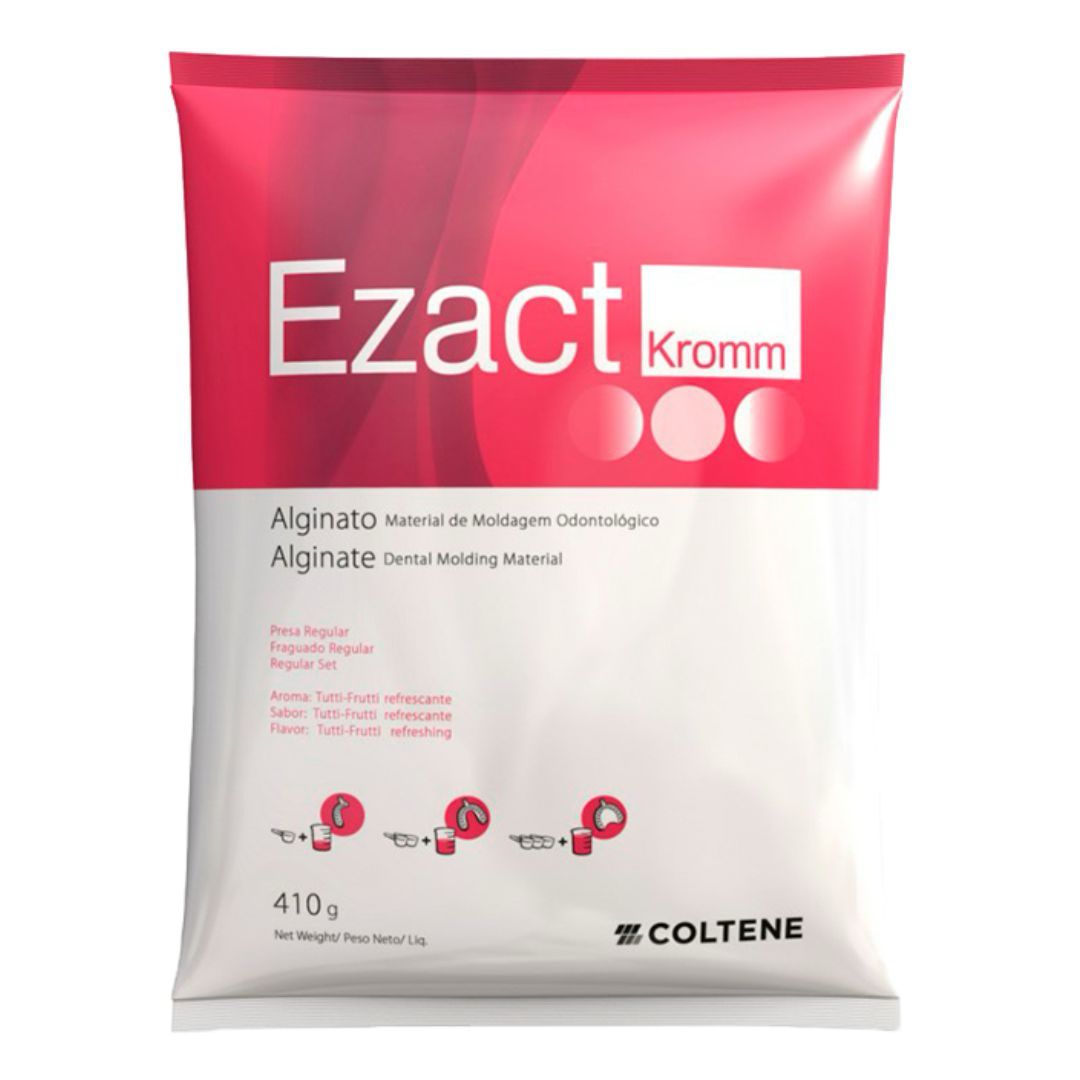 Ezact
Kromm
Alginato Material de Moldagem Odontológico
Alginate Dental Molding Material
Presa Regular
Fraguado Regular
Regular Set
Aroma: Tutti-Frutti refrescante
Sabor: Tutti-Frutti refrescante
Flavor: Tutti-Frutti refreshing
+ + +
410 g
Net Weight/ Peso Neto/ Liq.
COLTENE